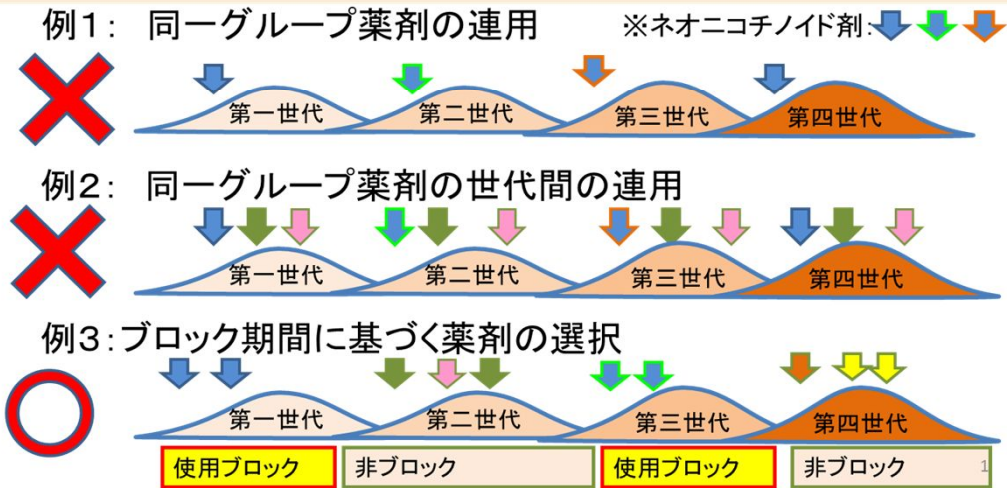 例1： 同一グループ薬剤の連用 ※ネオニコチノイド剤:
第一世代 第二世代 第三世代 第四世代
例2： 同一グループ薬剤の世代間の連用
第一世代 第二世代 第三世代 第四世代
例3：ブロック期間に基づく薬剤の選択
第一世代 第二世代 第三世代 第四世代
使用ブロック 非ブロック 使用ブロック 非ブロック 1